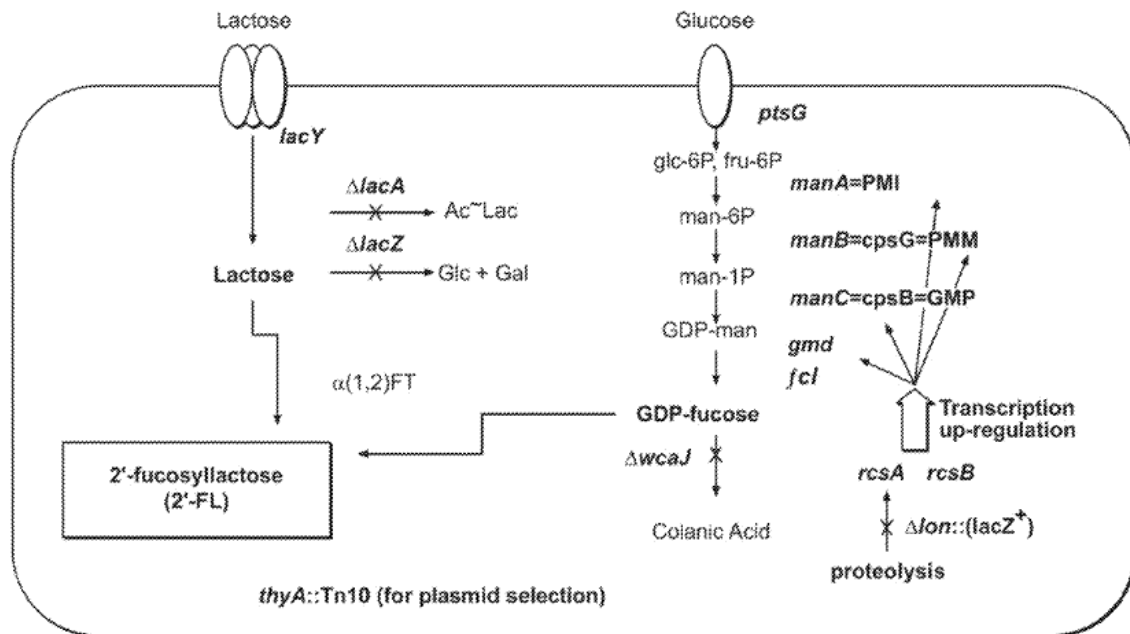 Lactose
Glucose
lacY
ptsG
glc-6P, fru-6P
manA=PMI
ΔlacA
Ac~Lac
man-6P
manB=cpsG=PMM
ΔlacZ
Lactose
Glc + Gal
man-1P
manC=cpsB=GMP
GDP-man
gmd
fcl
α(1,2)FT
GDP-fucose
Transcription
up-regulation
ΔwcaJ
2'-fucosyllactose
(2'-FL)
rcsA rcsB
Colanic Acid
Δlon::(lacZ⁺)
proteolysis
thyA::Tn10 (for plasmid selection)